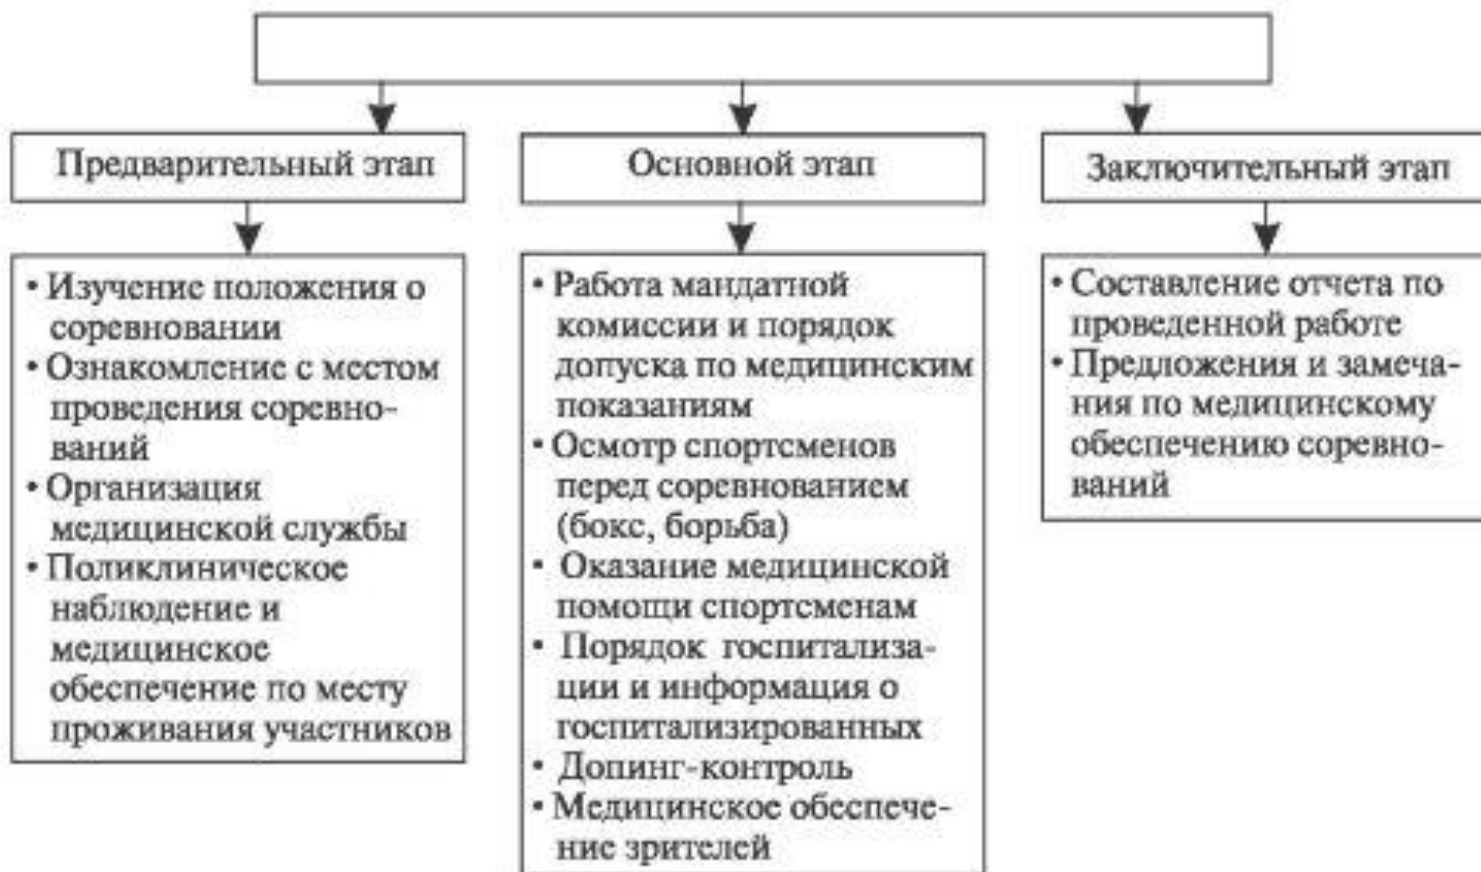 Предварительный этап
• Изучение положения о
соревновании
• Ознакомление с местом
проведения соревно-
ваний
• Организация
медицинской службы
• Поликлиническое
наблюдение и
медицинское
обеспечение по месту
проживания участников
Основной этап
• Работа мандатной
комиссии и порядок
допуска по медицинским
показаниям
• Осмотр спортсменов
перед соревнованием
(бокс, борьба)
• Оказание медицинской
помощи спортсменам
• Порядок госпитализа-
ции и информация о
госпитализированных
• Допинг-контроль
• Медицинское обеспече-
ние зрителей
Заключительный этап
• Составление отчета по
проведенной работе
• Предложения и замеча-
ния по медицинскому
обеспечению соревно-
ваний